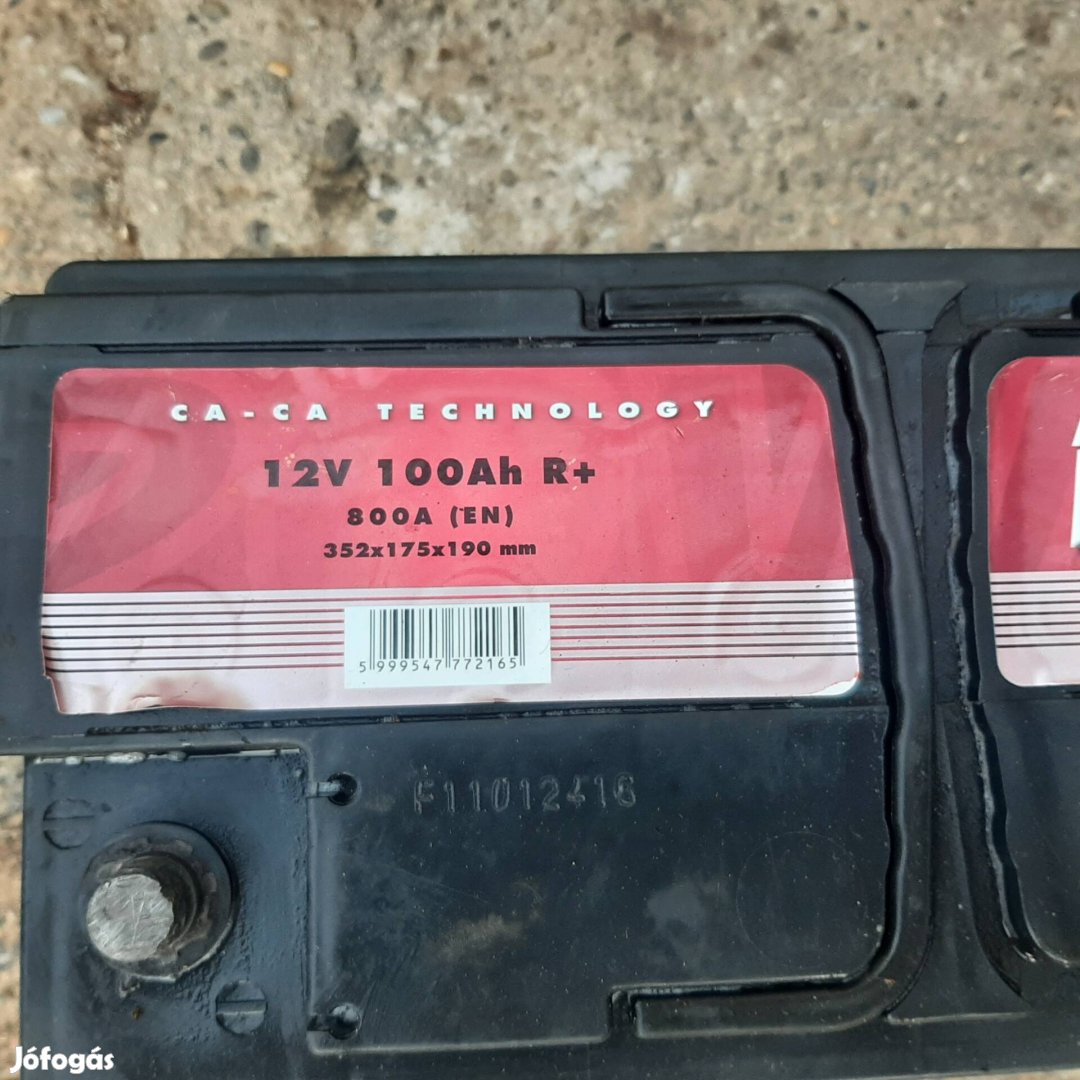 CA-CA TECHNOLOGY
12V 100Ah R+
800A (EN)
352x175x190 mm
5 999547 772165
F11012416
Jófogás